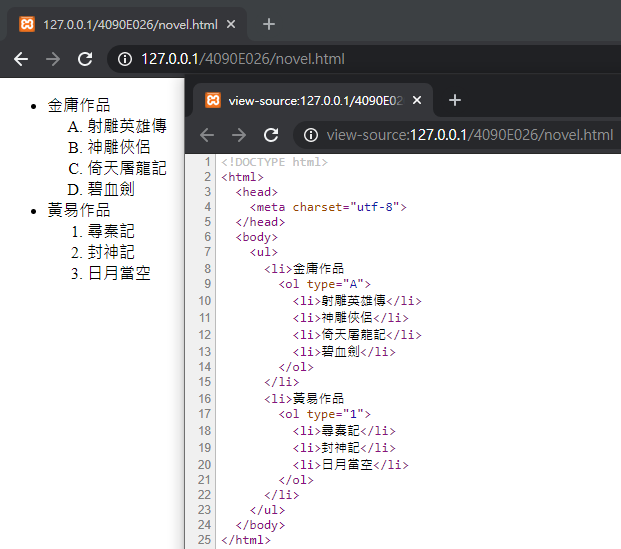 127.0.0.1/4090E026/novel.html
127.0.0.1/4090E026/novel.html
金庸作品
A. 射雕英雄傳
B. 神雕俠侶
C. 倚天屠龍記
D. 碧血劍
黃易作品
1. 尋秦記
2. 封神記
3. 日月當空
view-source:127.0.0.1/4090E02
view-source:127.0.0.1/4090E026/novel.html
1 <!DOCTYPE html>
2 <html>
3 <head>
4 <meta charset="utf-8">
5 </head>
6 <body>
7 <ul>
8 <li>金庸作品
9 <ol type="A">
10 <li>射雕英雄傳</li>
11 <li>神雕俠侶</li>
12 <li>倚天屠龍記</li>
13 <li>碧血劍</li>
14 </ol>
15 </li>
16 <li>黃易作品
17 <ol type="1">
18 <li>尋秦記</li>
19 <li>封神記</li>
20 <li>日月當空</li>
21 </ol>
22 </li>
23 </ul>
24 </body>
25 </html>